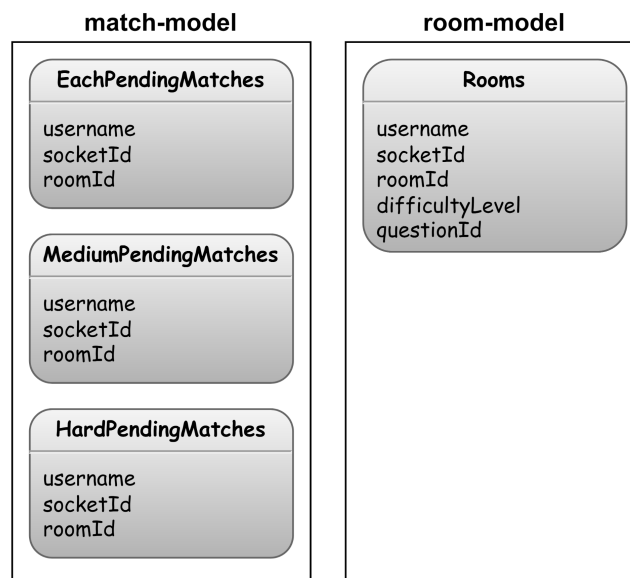 match-model
EachPendingMatches
username
socketId
roomId
MediumPendingMatches
username
socketId
roomId
HardPendingMatches
username
socketId
roomId
room-model
Rooms
username
socketId
roomId
difficultyLevel
questionId